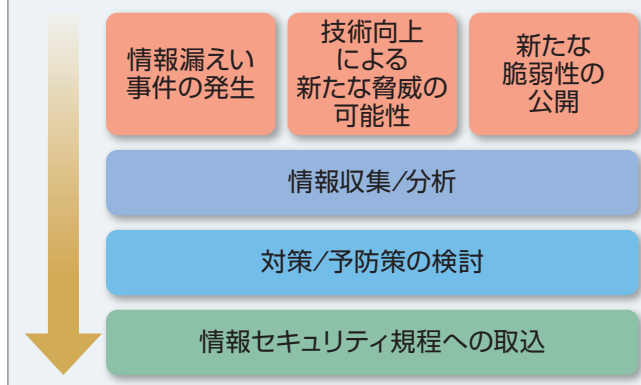 情報漏えい
事件の発生
技術向上
による
新たな脅威の
可能性
新たな
脆弱性の
公開
情報収集/分析
対策/予防策の検討
情報セキュリティ規程への取込